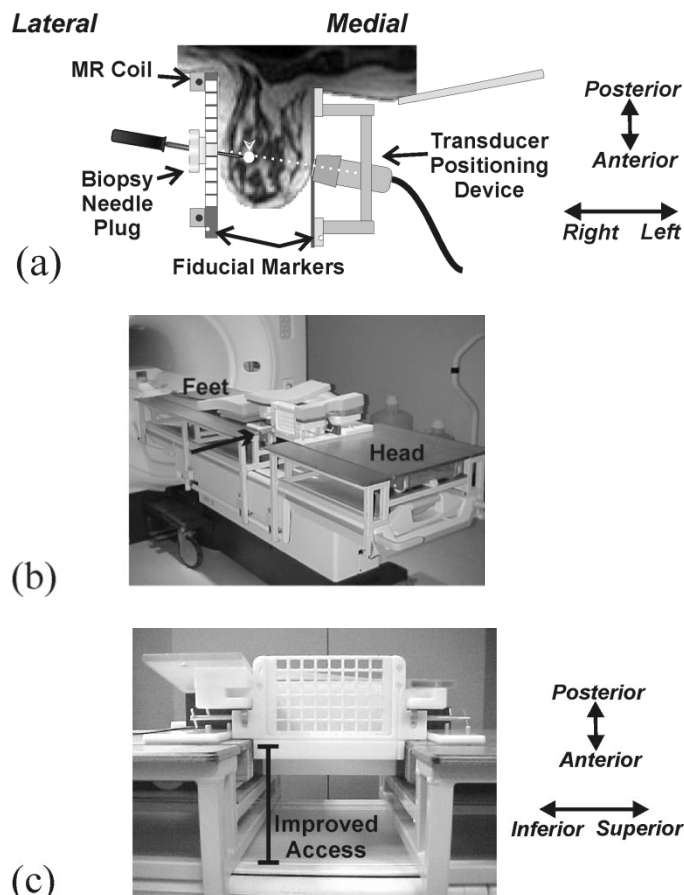 Lateral
Medial
MR Coil
Posterior
Anterior
Transducer
Positioning
Device
Biopsy
Needle
Plug
Right Left
Fiducial Markers
(a)
Feet
Head
(b)
Posterior
Anterior
Improved
Access
Inferior Superior
(c)